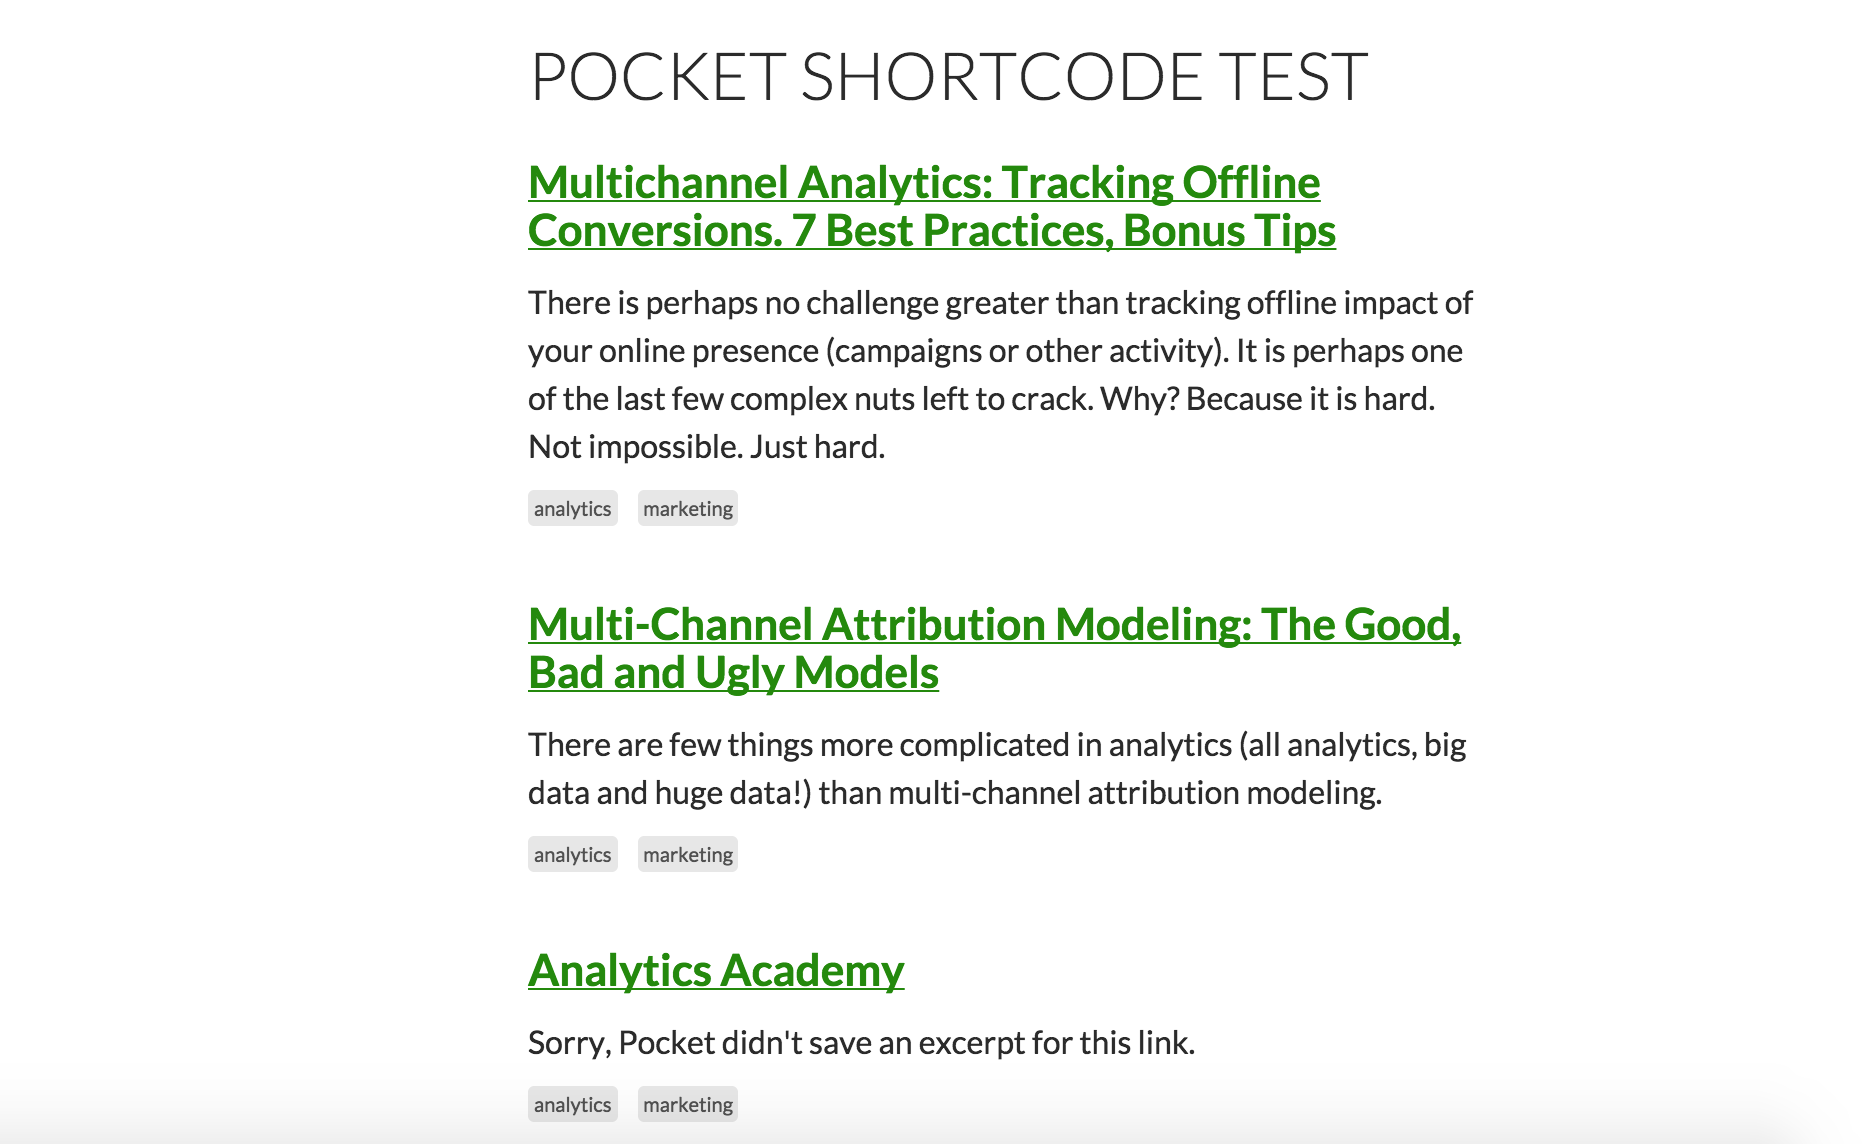 POCKET SHORTCODE TEST
Multichannel Analytics: Tracking Offline
Conversions. 7 Best Practices, Bonus Tips
There is perhaps no challenge greater than tracking offline impact of
your online presence (campaigns or other activity). It is perhaps one
of the last few complex nuts left to crack. Why? Because it is hard.
Not impossible. Just hard.
analytics marketing
Multi-Channel Attribution Modeling: The Good,
Bad and Ugly Models
There are few things more complicated in analytics (all analytics, big
data and huge data!) than multi-channel attribution modeling.
analytics marketing
Analytics Academy
Sorry, Pocket didn't save an excerpt for this link.
analytics marketing